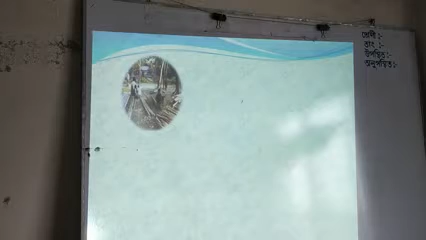 শ্রেণী :-
তাং :-
উপস্থিত :-
অনুপস্থিত :-